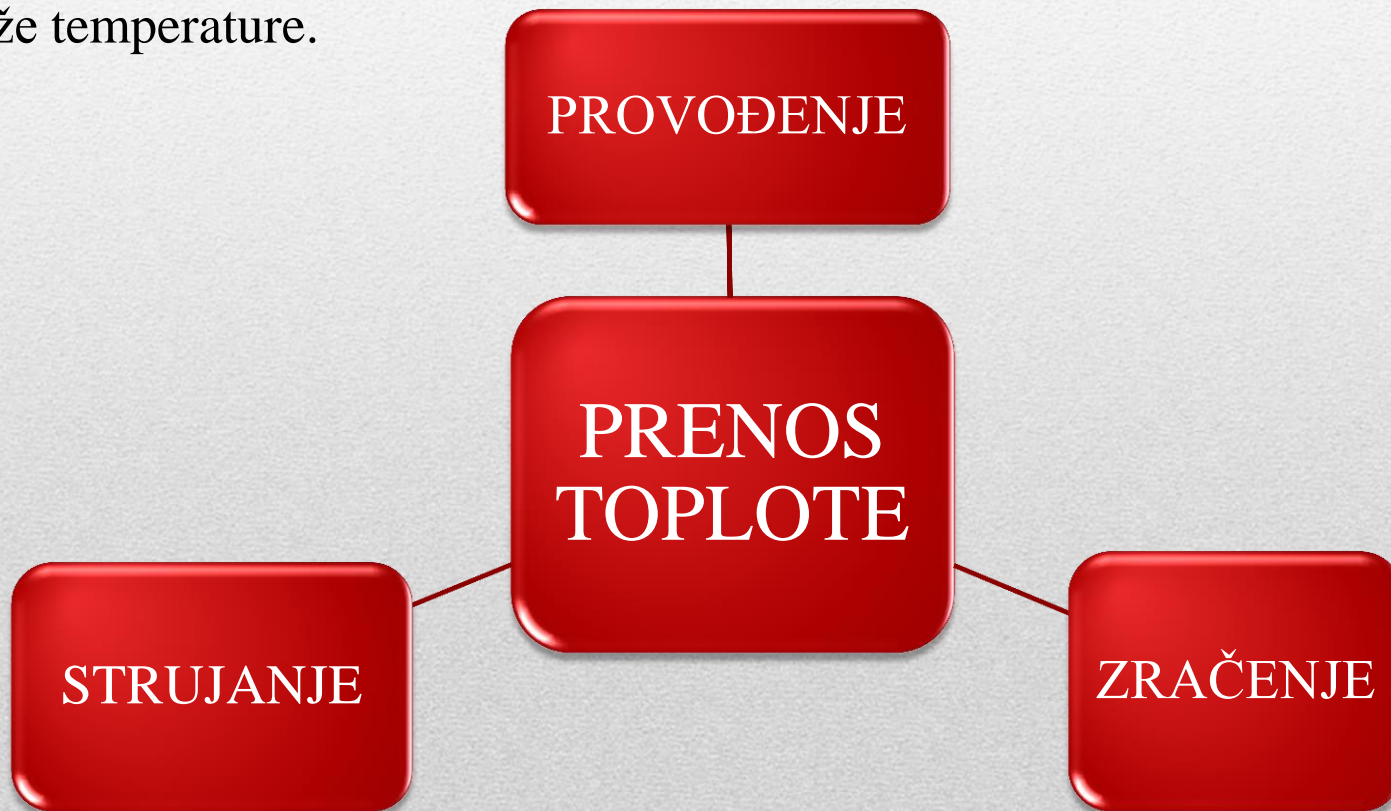 že temperature.
PROVOĐENJE
PRENOS
TOPLOTE
STRUJANJE
ZRAČENJE